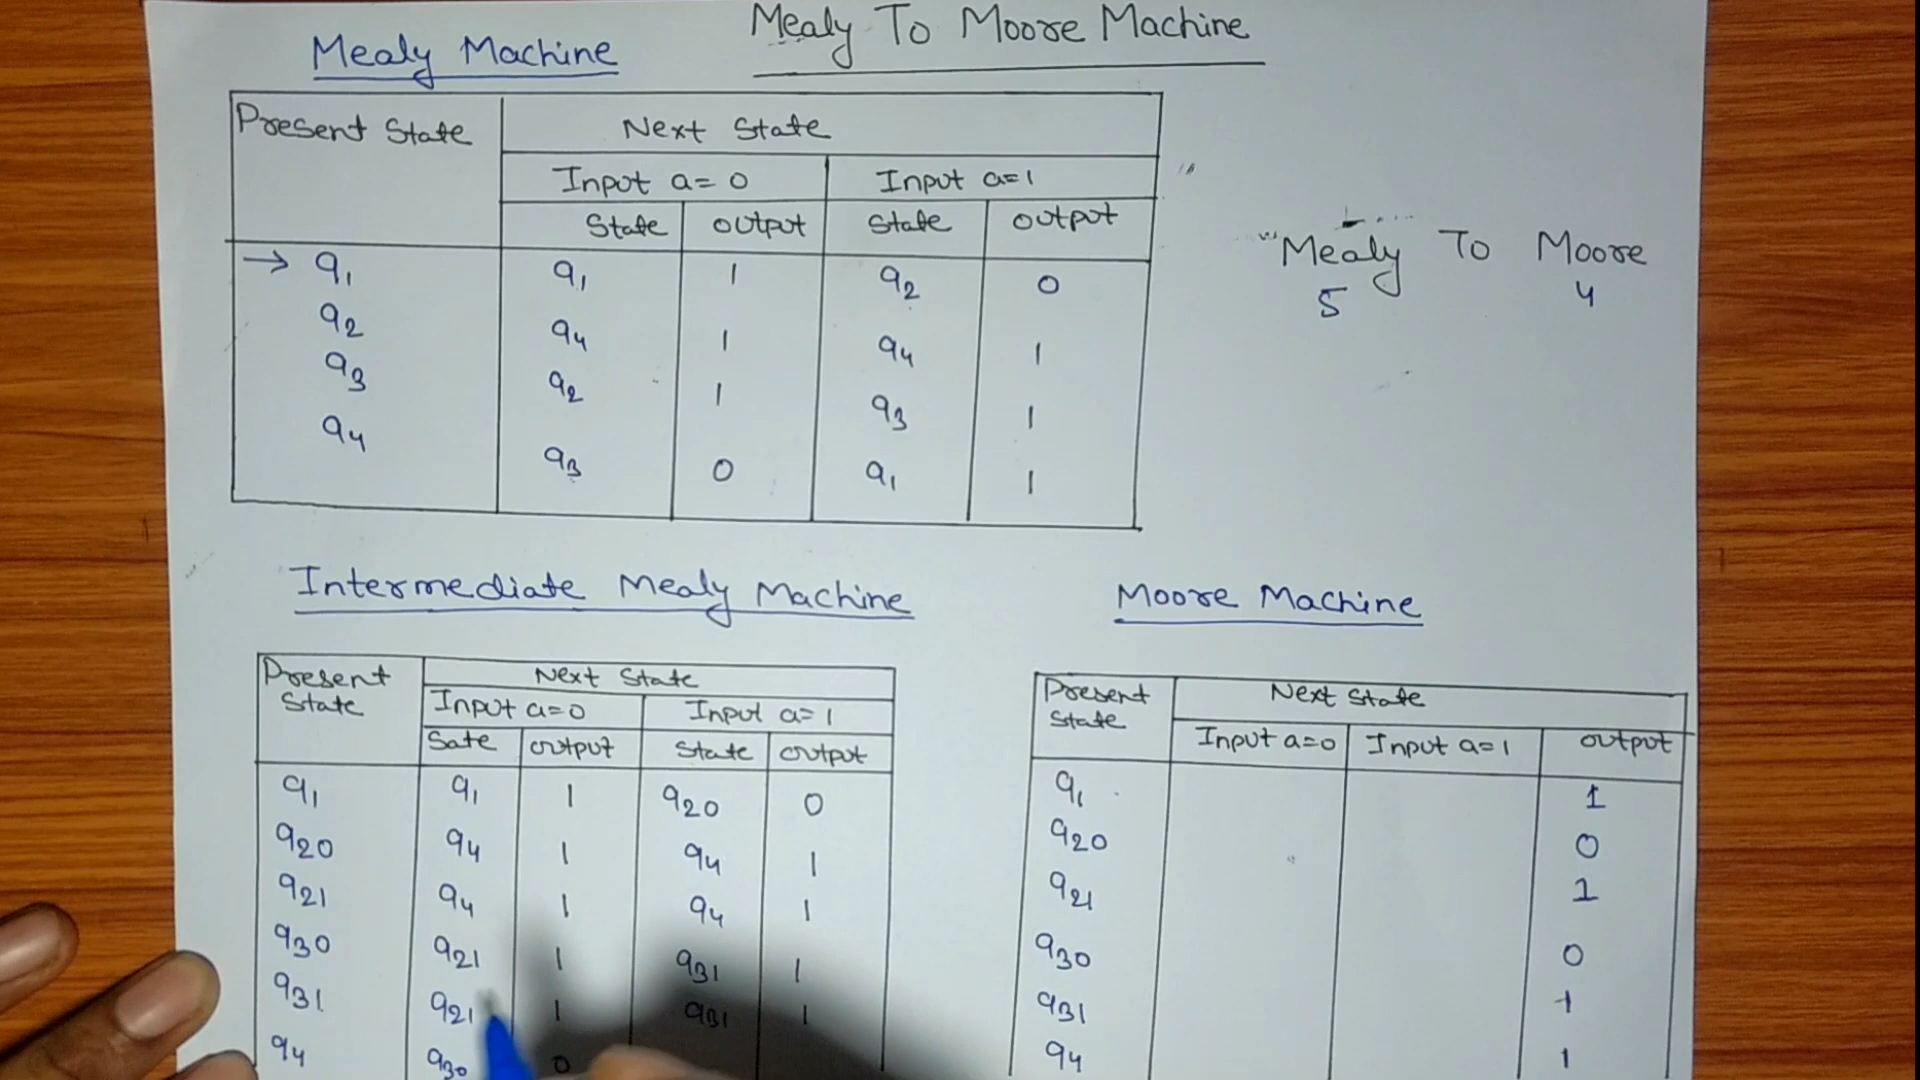 Mealy To Moore Machine
Mealy Machine
Present State Next State
Input a=0 Input a=1
State output State output
→ q1 q1 1 q2 0
q2 q4 1 q4 1
q3 q2 1 q3 1
q4 q3 0 q1 1
"Mealy To Moore
5 4
Intermediate Mealy Machine
Present State Next State
Input a=0 Input a=1
Sate output State output
q1 q1 1 q20 0
q20 q4 1 q4 1
q21 q4 1 q4 1
q30 q21 1 q31 1
q31 q21 1 q31 1
q4 q30 0
Moore Machine
Present State Next State
Input a=0 Input a=1 output
q1 1
q20 0
q21 1
q30 0
q31 1
q4 1